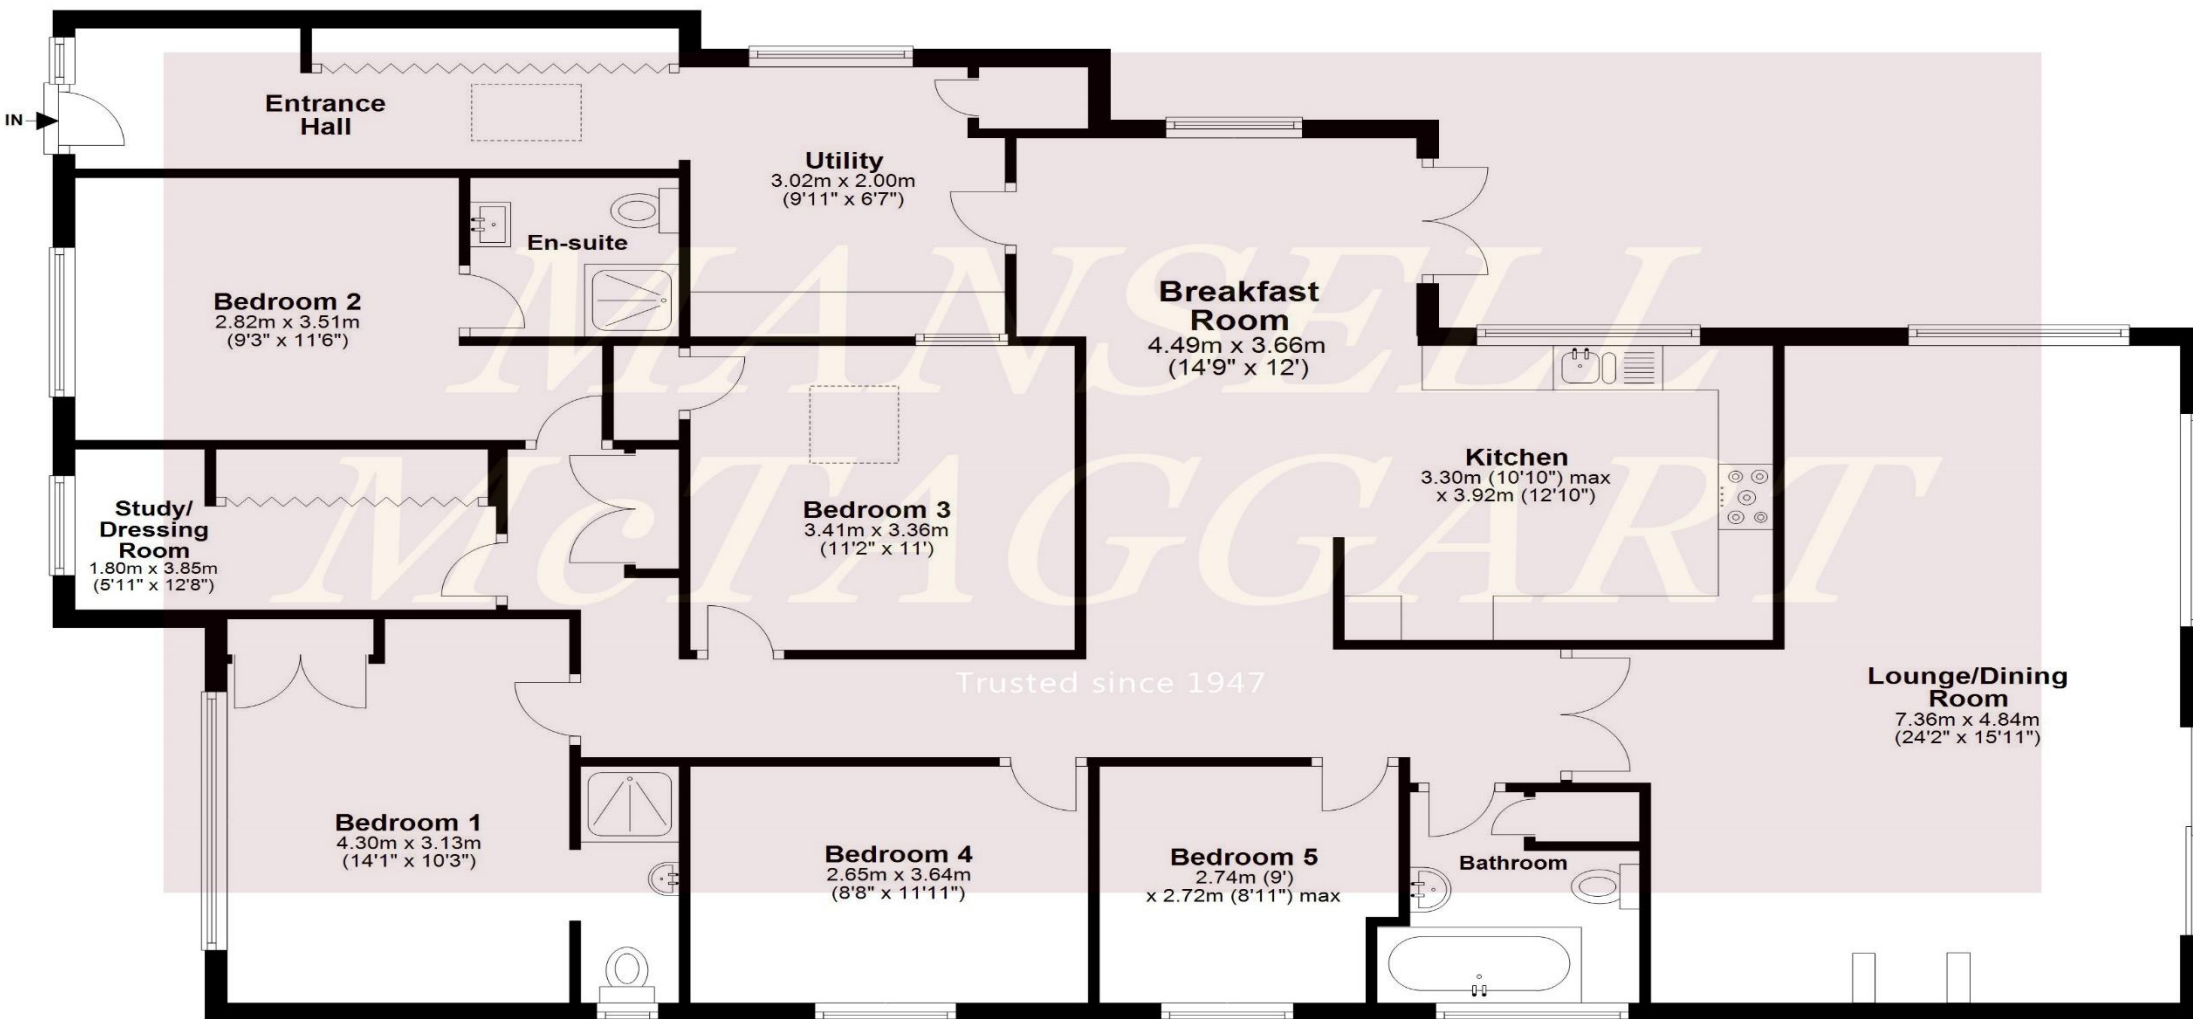 IN
Entrance
Hall
Utility
3.02m x 2.00m
(9'11" x 6'7")
En-suite
Bedroom 2
2.82m x 3.51m
(9'3" x 11'6")
Breakfast
Room
4.49m x 3.66m
(14'9" x 12')
MANSELL
McTAGGART
Trusted since 1947
Kitchen
3.30m (10'10") max
x 3.92m (12'10")
Study/
Dressing
Room
1.80m x 3.85m
(5'11" x 12'8")
Bedroom 3
3.41m x 3.36m
(11'2" x 11')
Lounge/Dining
Room
7.36m x 4.84m
(24'2" x 15'11")
Bedroom 1
4.30m x 3.13m
(14'1" x 10'3")
Bedroom 4
2.65m x 3.64m
(8'8" x 11'11")
Bedroom 5
2.74m (9')
x 2.72m (8'11") max
Bathroom